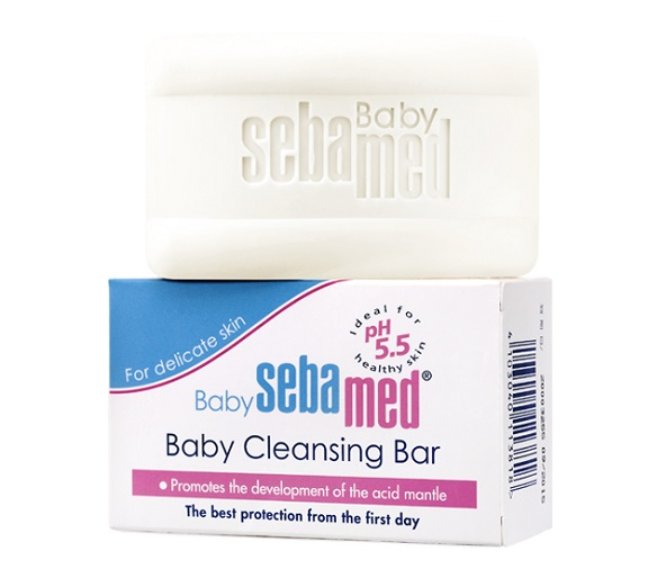 Baby
sebamed
For delicate skin
ideal for
pH
5.5
healthy skin
Baby sebamed®
Baby Cleansing Bar
• Promotes the development of the acid mantle
The best protection from the first day